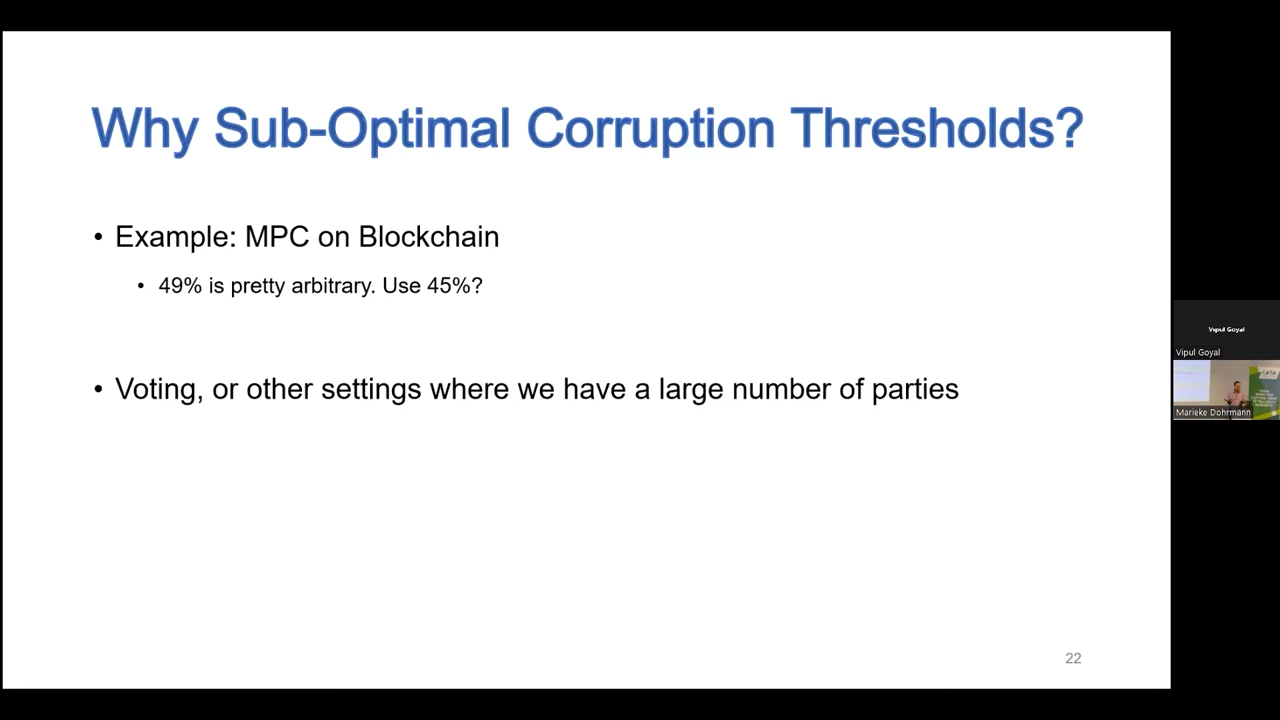 Why Sub-Optimal Corruption Thresholds?
• Example: MPC on Blockchain
• 49% is pretty arbitrary. Use 45%?
• Voting, or other settings where we have a large number of parties
22
Vipul Goyal
Vipul Goyal
Marieke Dohrmann